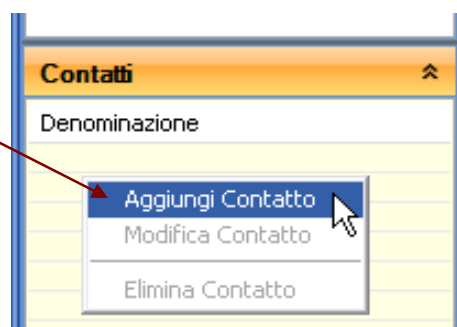 Contatti
Denominazione
Aggiungi Contatto
Modifica Contatto
Elimina Contatto